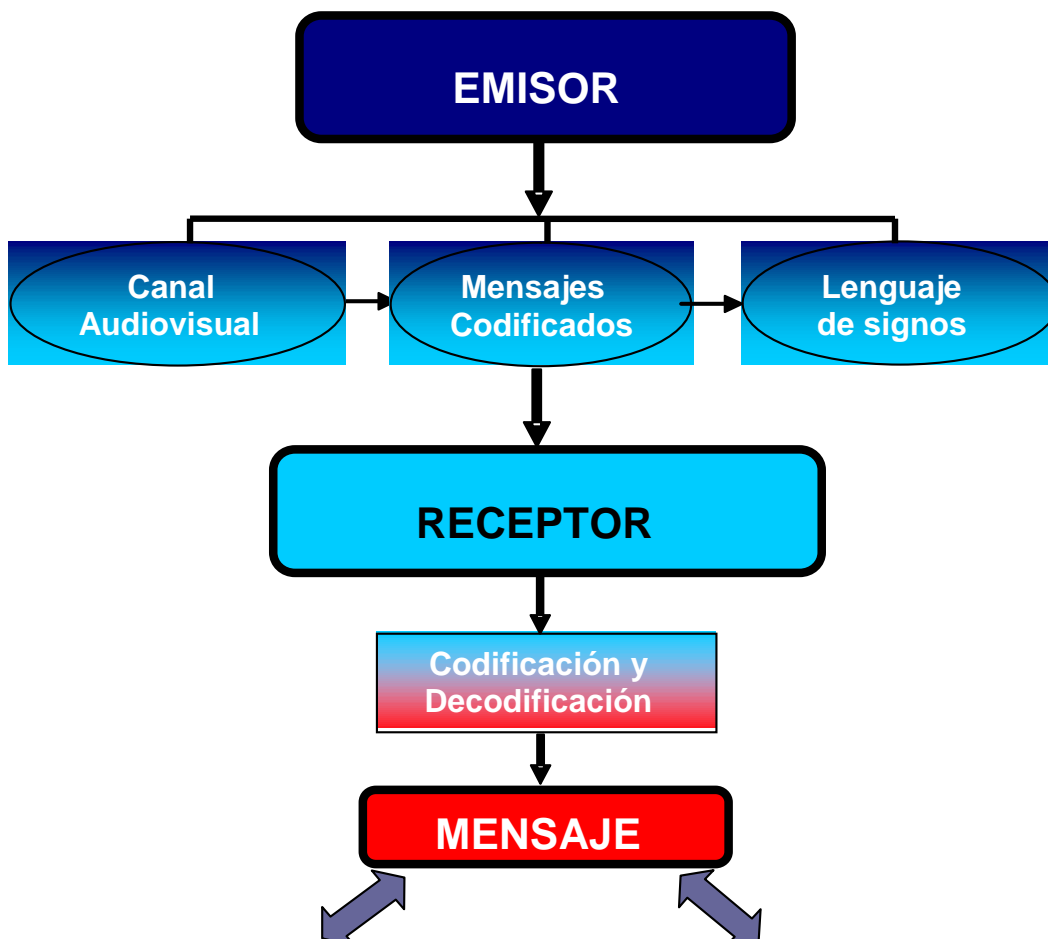 EMISOR
Canal
Audiovisual
Mensajes
Codificados
Lenguaje
de signos
RECEPTOR
Codificación y
Decodificación
MENSAJE